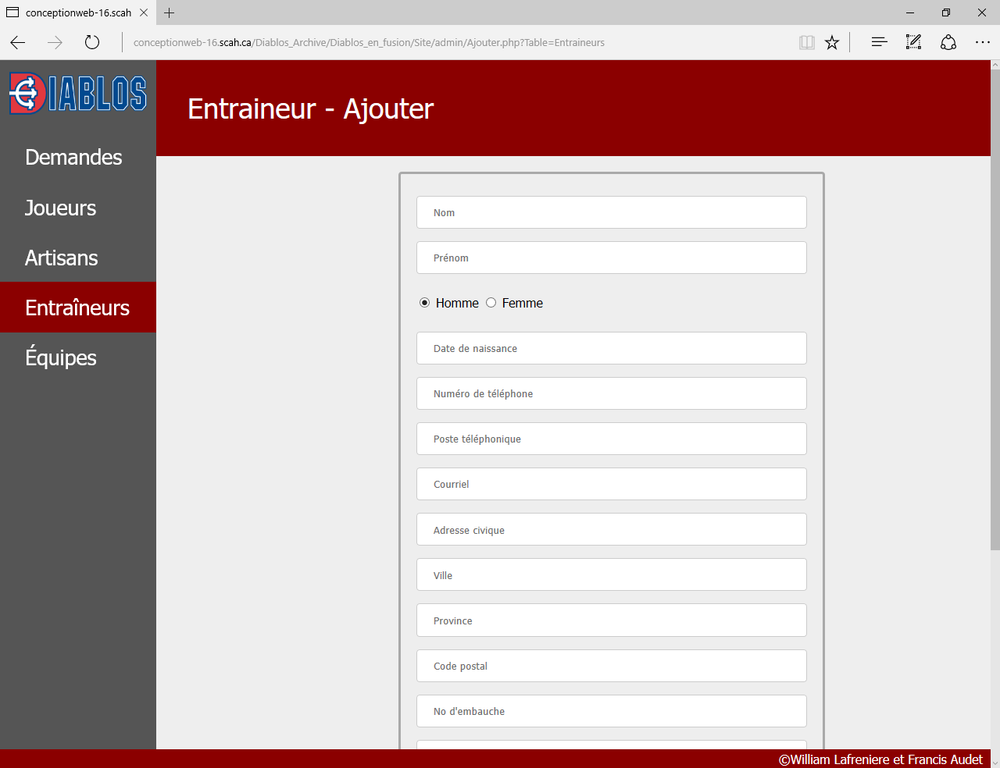 conceptionweb-16.scah
conceptionweb-16.scah.ca/Diablos_Archive/Diablos_en_fusion/Site/admin/Ajouter.php?Table=Entraineurs
DIABLOS
Entraineur - Ajouter
Demandes
Joueurs
Artisans
Entraîneurs
Équipes
Nom
Prénom
Homme Femme
Date de naissance
Numéro de téléphone
Poste téléphonique
Courriel
Adresse civique
Ville
Province
Code postal
No d'embauche
©William Lafreniere et Francis Audet